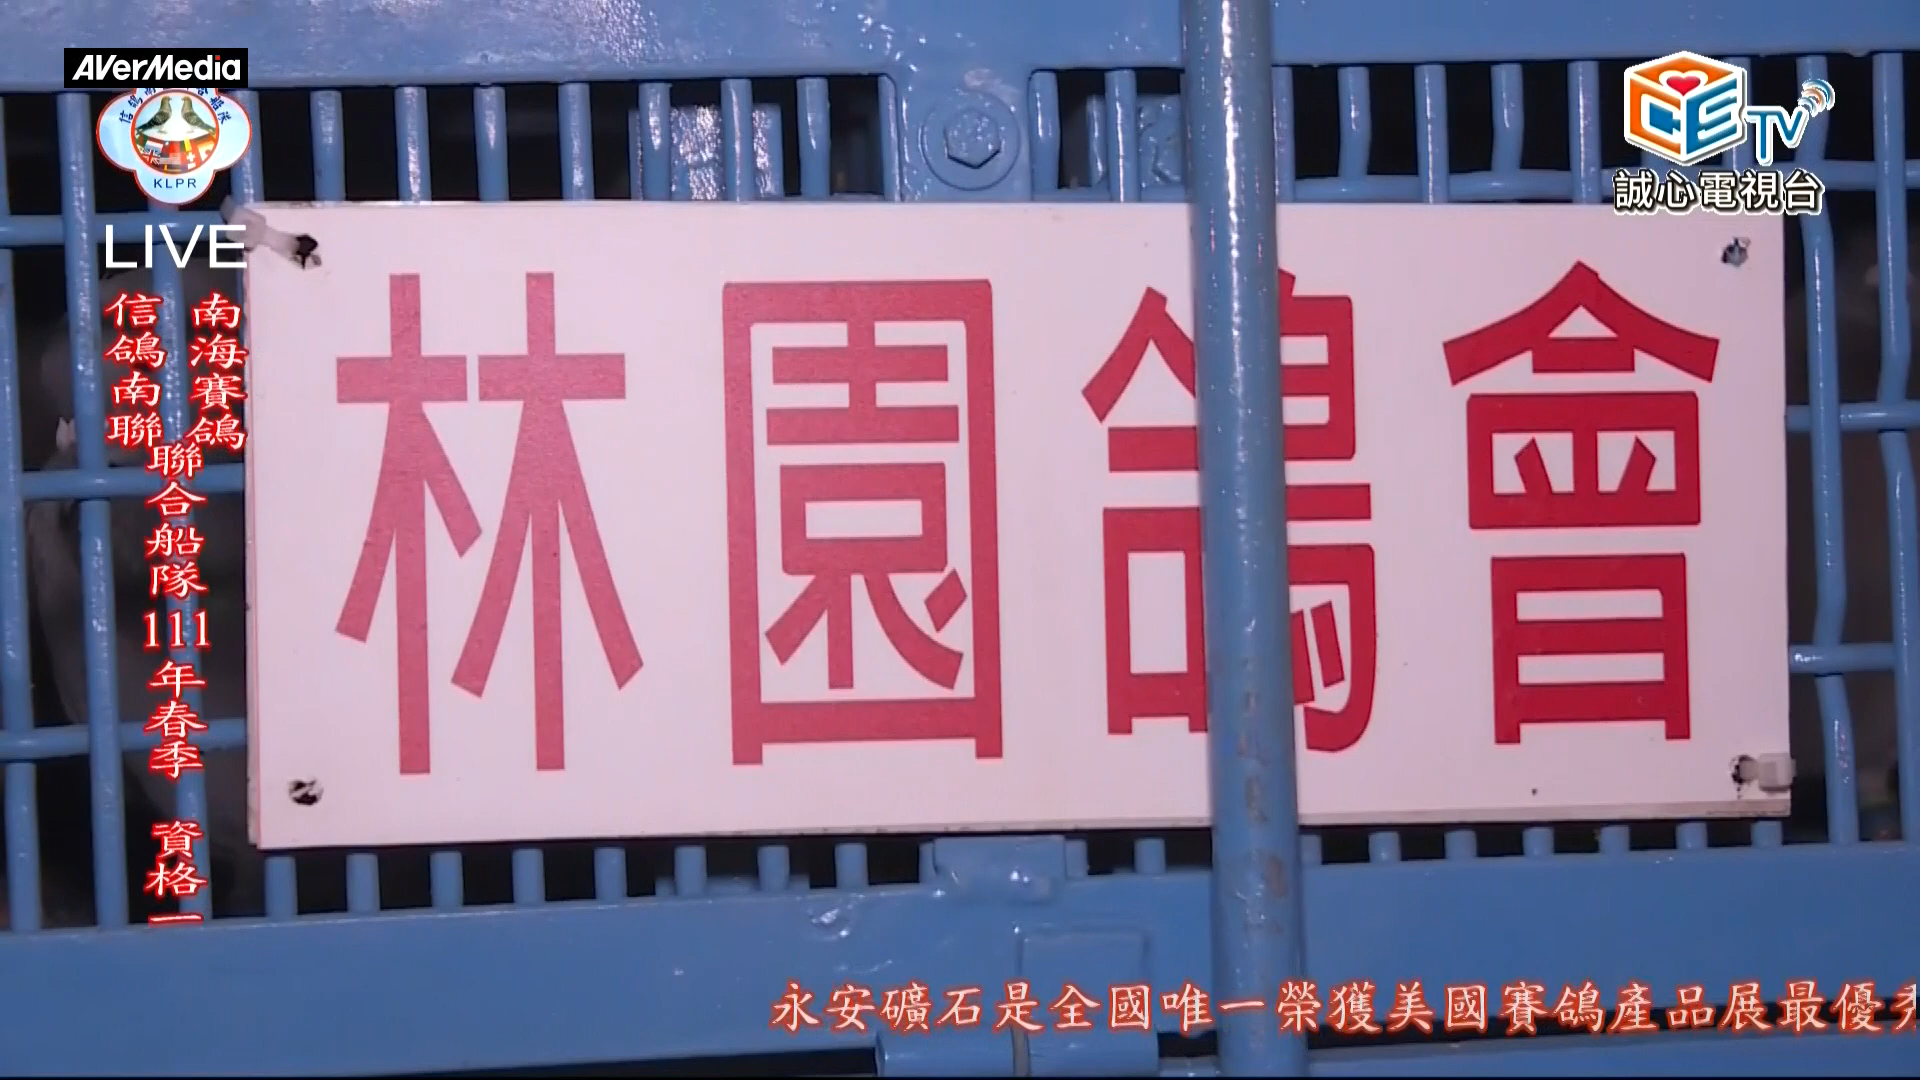 AVerMedia
KLPR
LIVE
誠心電視台
南海賽鴿
信鴿南聯
聯合船隊111年春季 資格一
林園鴿會
永安礦石是全國唯一榮獲美國賽鴿產品展最優